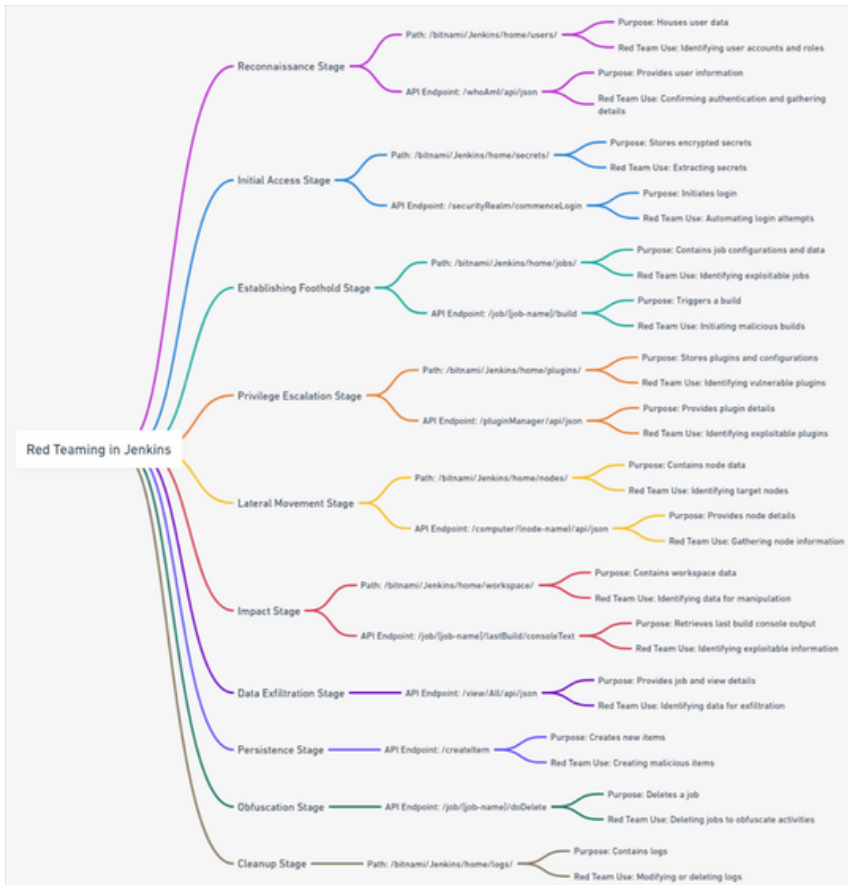 Red Teaming in Jenkins
Reconnaissance Stage
Path: /bitnami/Jenkins/home/users/
Purpose: Houses user data
Red Team Use: Identifying user accounts and roles
API Endpoint: /whoAmI/api/json
Purpose: Provides user information
Red Team Use: Confirming authentication and gathering
details
Initial Access Stage
Path: /bitnami/Jenkins/home/secrets/
Purpose: Stores encrypted secrets
Red Team Use: Extracting secrets
API Endpoint: /securityRealm/commenceLogin
Purpose: Initiates login
Red Team Use: Automating login attempts
Establishing Foothold Stage
Path: /bitnami/Jenkins/home/jobs/
Purpose: Contains job configurations and data
Red Team Use: Identifying exploitable jobs
API Endpoint: /job/[job-name]/build
Purpose: Triggers a build
Red Team Use: Initiating malicious builds
Privilege Escalation Stage
Path: /bitnami/Jenkins/home/plugins/
Purpose: Stores plugins and configurations
Red Team Use: Identifying vulnerable plugins
API Endpoint: /pluginManager/api/json
Purpose: Provides plugin details
Red Team Use: Identifying exploitable plugins
Lateral Movement Stage
Path: /bitnami/Jenkins/home/nodes/
Purpose: Contains node data
Red Team Use: Identifying target nodes
API Endpoint: /computer/(node-name)/api/json
Purpose: Provides node details
Red Team Use: Gathering node information
Impact Stage
Path: /bitnami/Jenkins/home/workspace/
Purpose: Contains workspace data
Red Team Use: Identifying data for manipulation
API Endpoint: /job/[job-name]/lastBuild/consoleText
Purpose: Retrieves last build console output
Red Team Use: Identifying exploitable information
Data Exfiltration Stage
API Endpoint: /view/All/api/json
Purpose: Provides job and view details
Red Team Use: Identifying data for exfiltration
Persistence Stage
API Endpoint: /createItem
Purpose: Creates new items
Red Team Use: Creating malicious items
Obfuscation Stage
API Endpoint: /job/[job-name]/doDelete
Purpose: Deletes a job
Red Team Use: Deleting jobs to obfuscate activities
Cleanup Stage
Path: /bitnami/Jenkins/home/logs/
Purpose: Contains logs
Red Team Use: Modifying or deleting logs